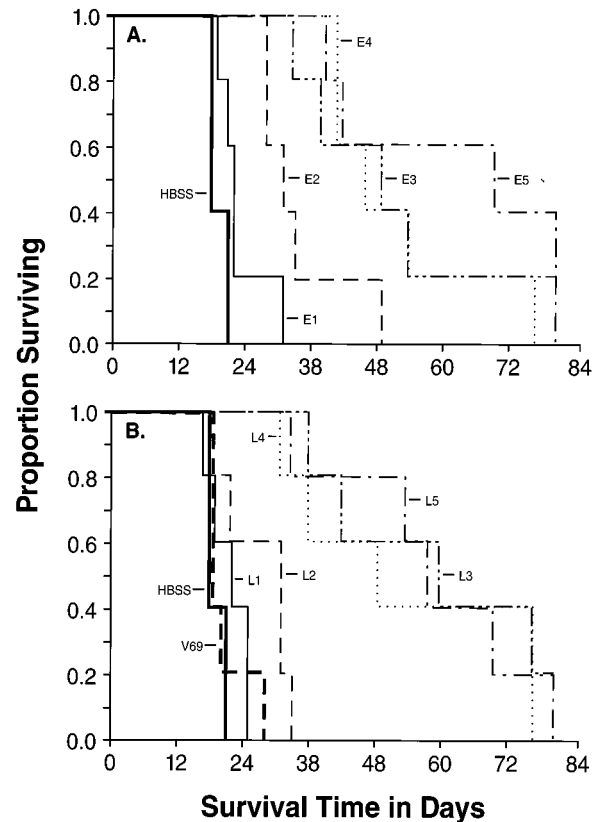 Proportion Surviving
A.
1.0
0.8
0.6
0.4
0.2
0.0
E4
HBSS
E2
E3
E5
E1
0 12 24 38 48 60 72 84
B.
1.0
0.8
0.6
0.4
0.2
0.0
L4
L5
HBSS
L1
L2
L3
V69
0 12 24 38 48 60 72 84
Survival Time in Days